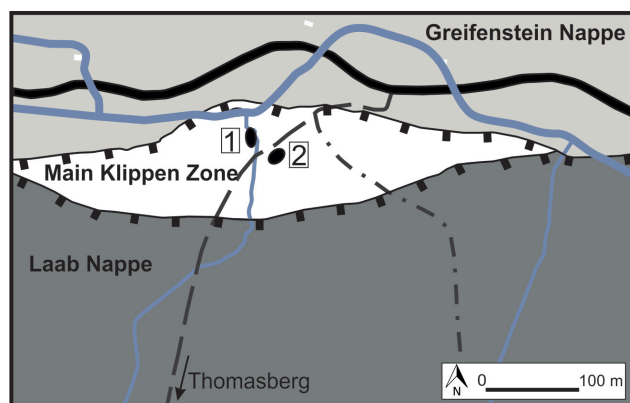 Greifenstein Nappe
1
2
Main Klippen Zone
Laab Nappe
Thomasberg
N
0 100 m